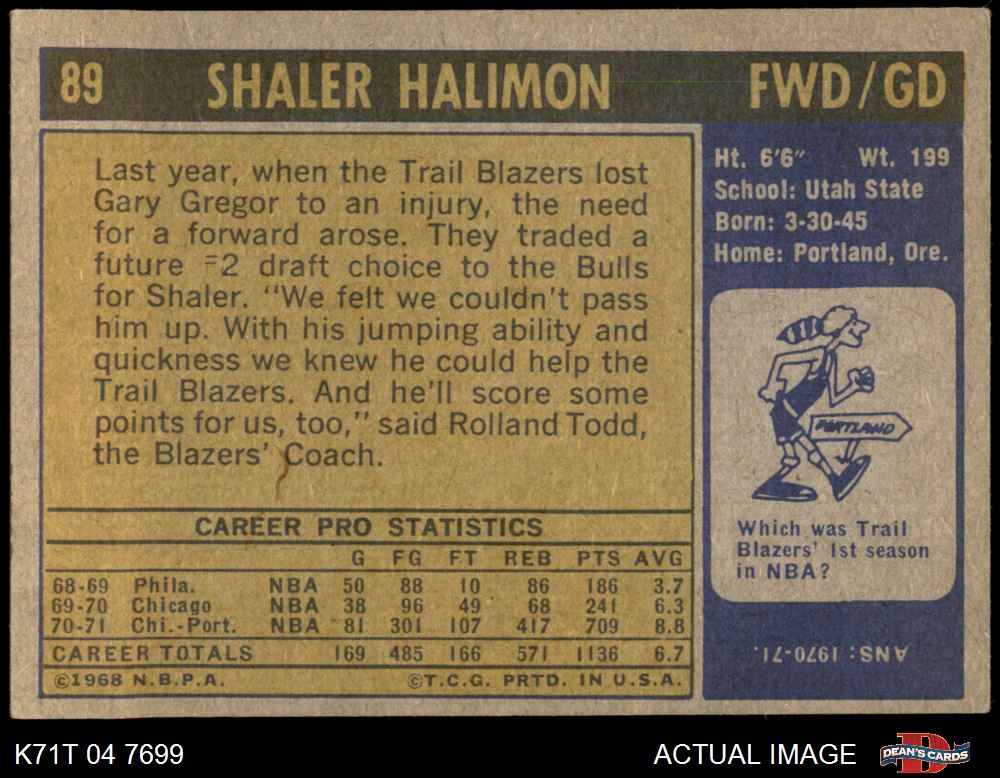 89 SHALER HALIMON FWD/GD
Last year, when the Trail Blazers lost
Gary Gregor to an injury, the need
for a forward arose. They traded a
future =2 draft choice to the Bulls
for Shaler. "We felt we couldn't pass
him up. With his jumping ability and
quickness we knew he could help the
Trail Blazers. And he'll score some
points for us, too," said Rolland Todd,
the Blazers' Coach.
CAREER PRO STATISTICS
G FG FT REB PTS AVG
68-69 Phila. NBA 50 88 10 86 186 3.7
69-70 Chicago NBA 38 96 49 68 241 6.3
70-71 Chi.-Port. NBA 81 301 107 417 709 8.8
CAREER TOTALS 169 485 166 571 1136 6.7
©1968 N.B.P.A. ©T.C.G. PRTD. IN U.S.A.
Ht. 6'6" Wt. 199
School: Utah State
Born: 3-30-45
Home: Portland, Ore.
PORTLAND
Which was Trail
Blazers' 1st season
in NBA?
ANS: 1970-71.
K71T 04 7699 ACTUAL IMAGE DEAN'S CARDS